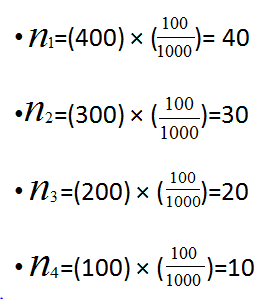 • n₁=(400) × (100/1000)= 40
•n₂=(300) × (100/1000)=30
• n₃=(200) × (100/1000)=20
• n₄=(100) × (100/1000)=10